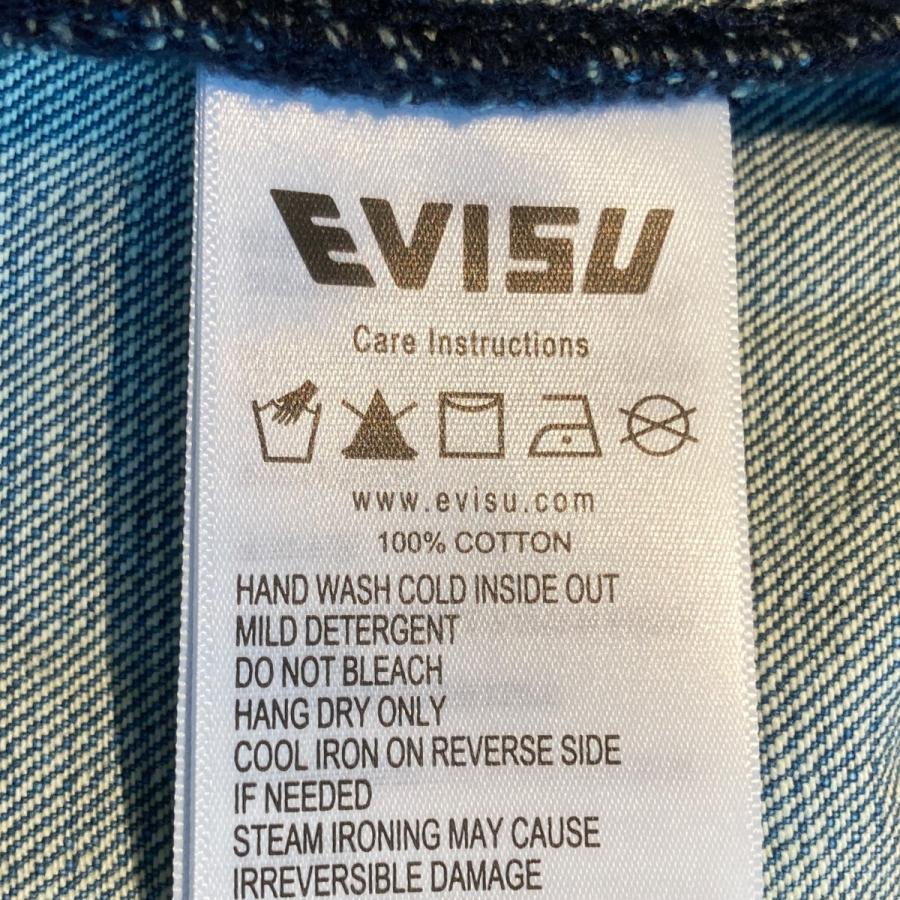 EVISU
Care Instructions
www.evisu.com
100% COTTON
HAND WASH COLD INSIDE OUT
MILD DETERGENT
DO NOT BLEACH
HANG DRY ONLY
COOL IRON ON REVERSE SIDE
IF NEEDED
STEAM IRONING MAY CAUSE
IRREVERSIBLE DAMAGE